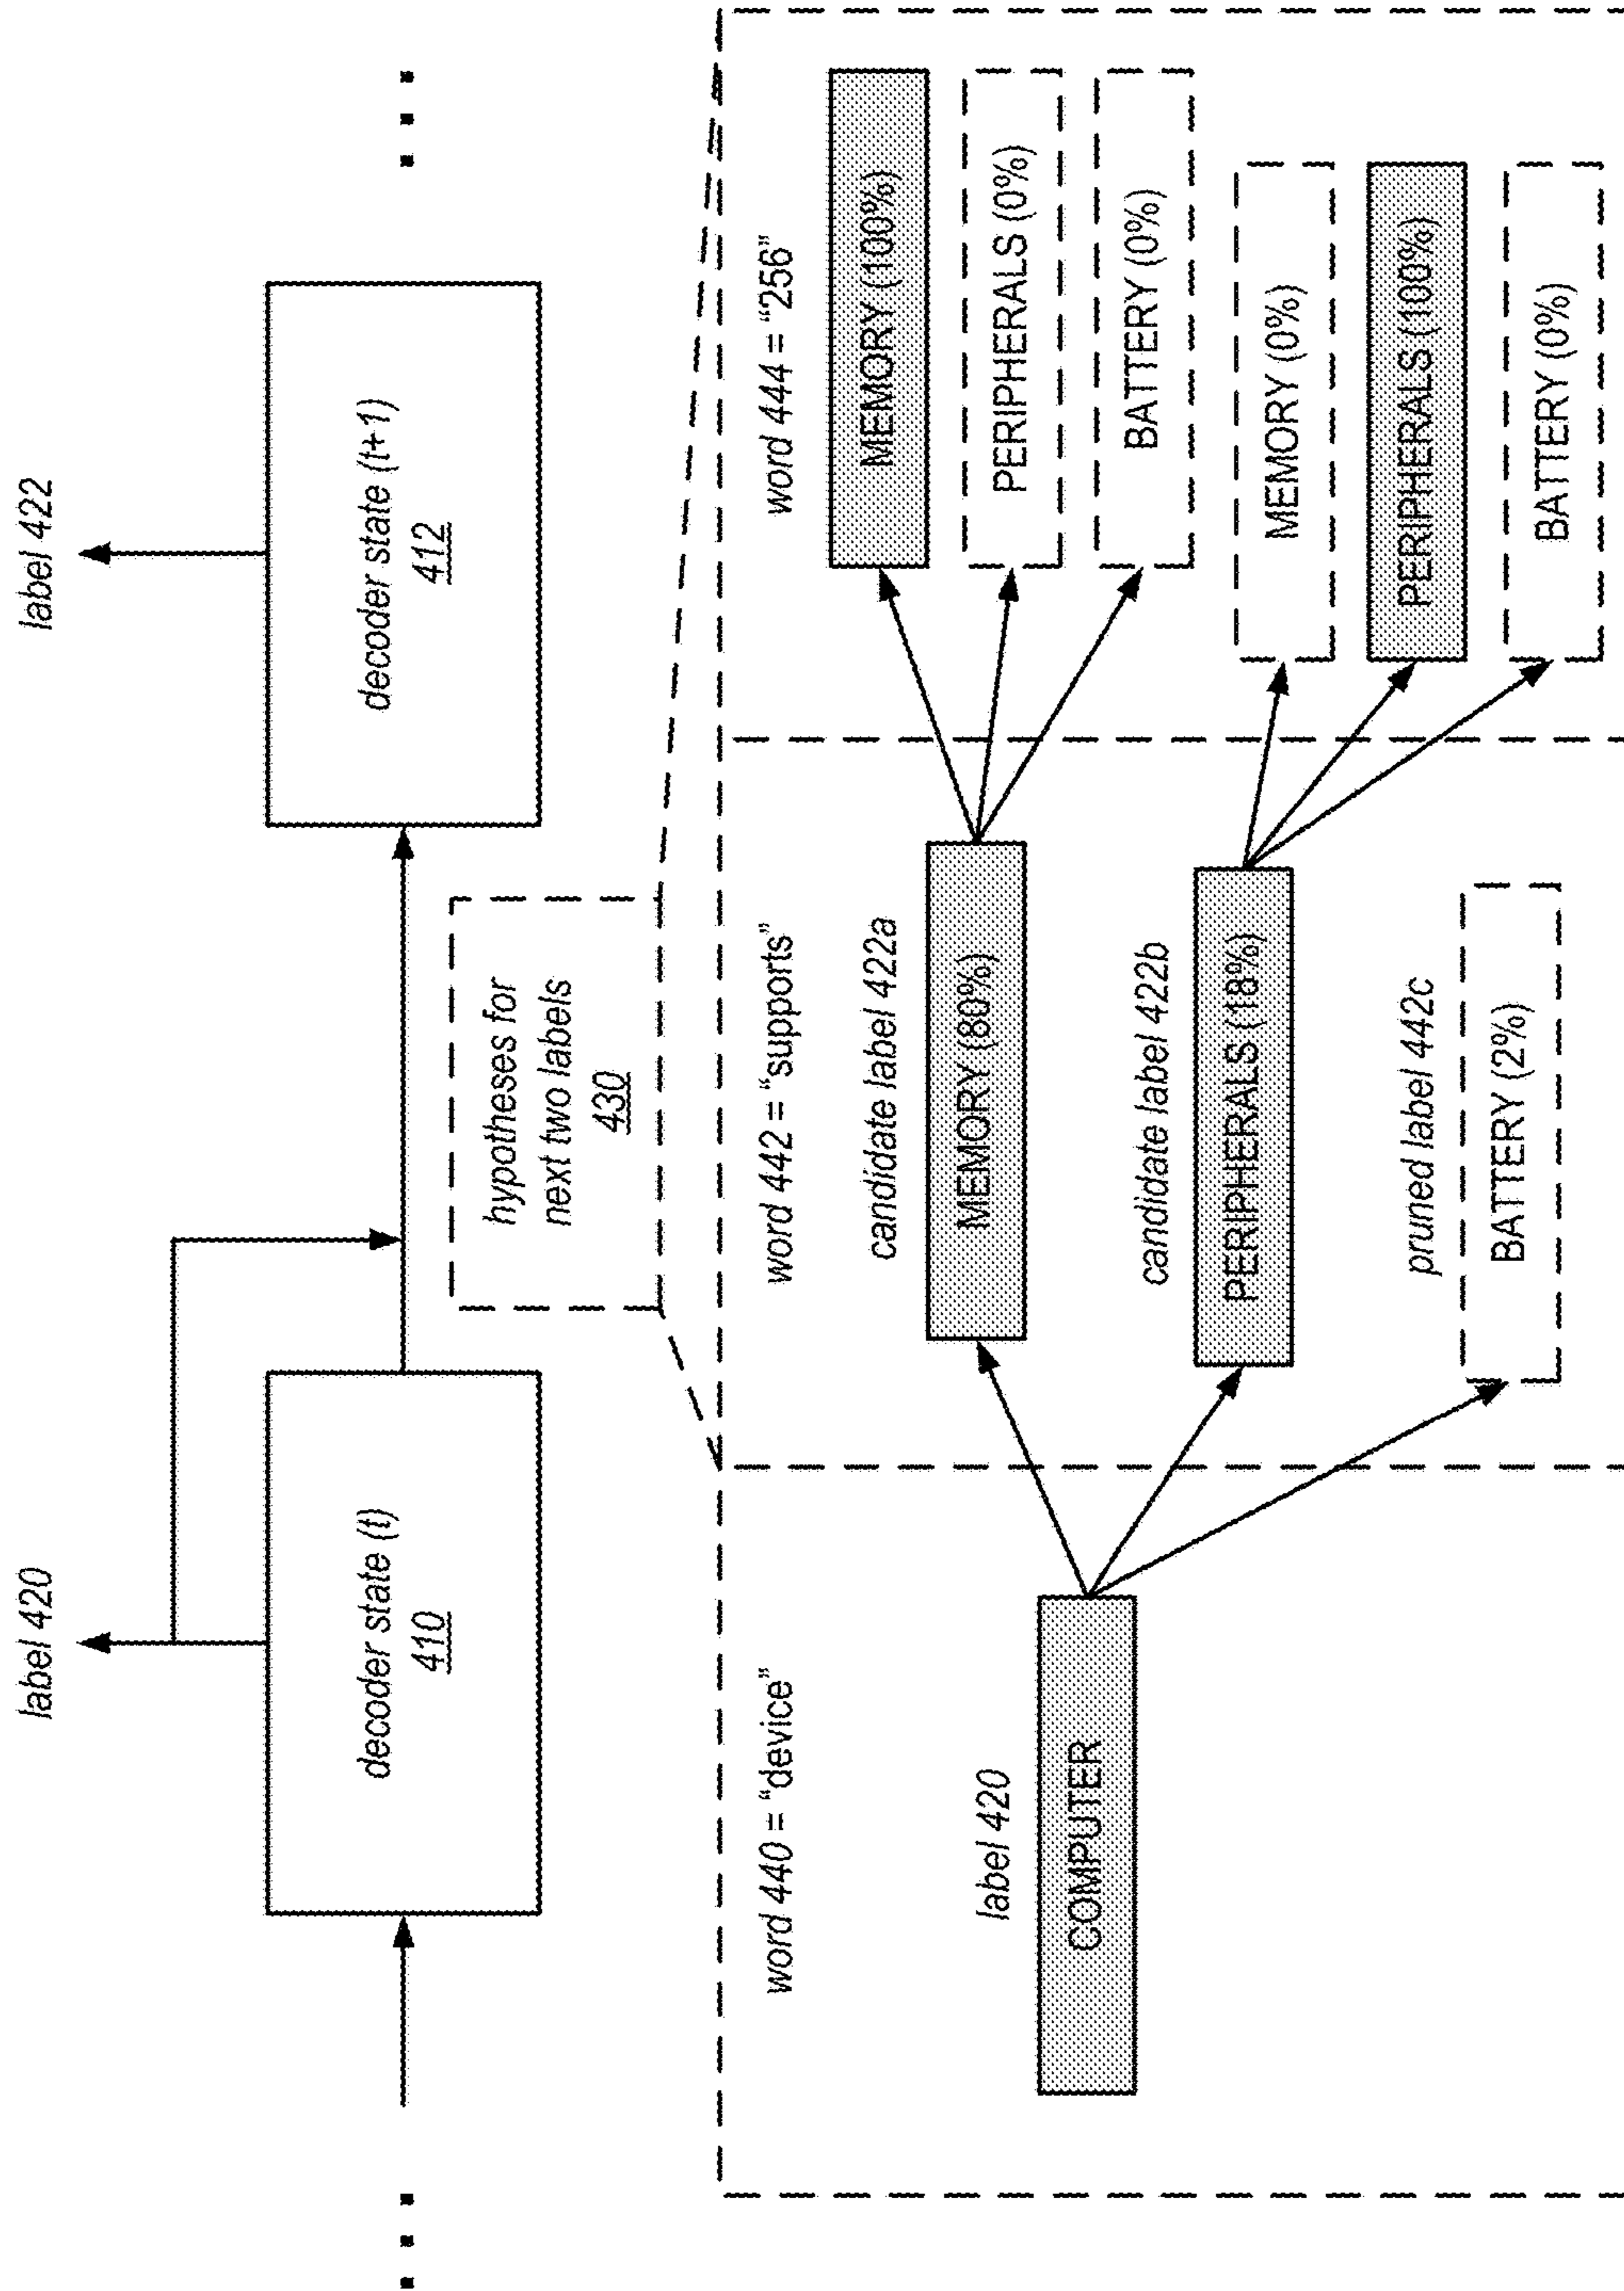 label 420
label 422
decoder state (t)
410
decoder state (t+1)
412
hypotheses for
next two labels
430
word 440 = “device”
label 420
COMPUTER
word 442 = “supports”
candidate label 422a
MEMORY (80%)
candidate label 422b
PERIPHERALS (18%)
pruned label 442c
BATTERY (2%)
word 444 = “256”
MEMORY (100%)
PERIPHERALS (0%)
BATTERY (0%)
MEMORY (0%)
PERIPHERALS (100%)
BATTERY (0%)